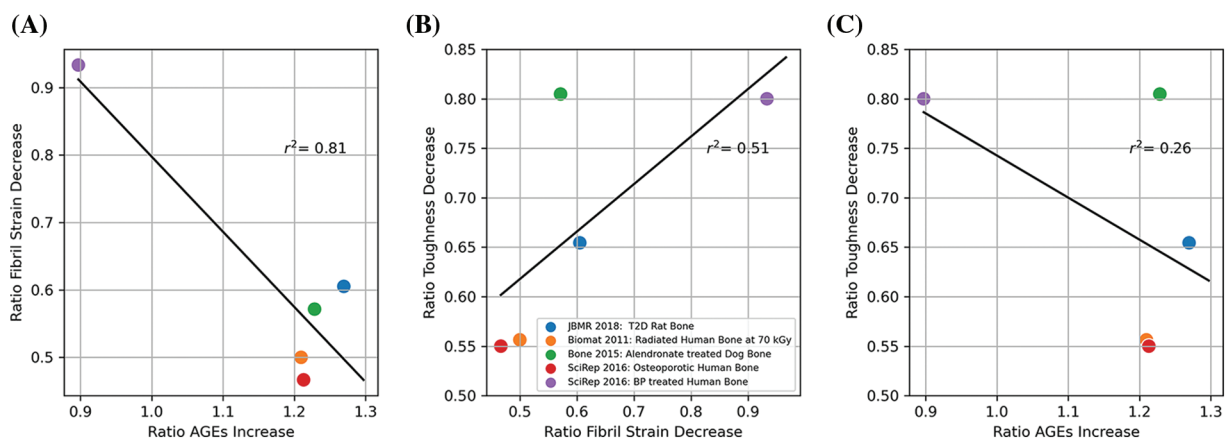 (A)
Ratio Fibril Strain Decrease
0.9
0.8
0.7
0.6
0.5
r²= 0.81
0.9 1.0 1.1 1.2 1.3
Ratio AGEs Increase
(B)
Ratio Toughness Decrease
0.85
0.80
0.75
0.70
0.65
0.60
0.55
0.50
r²= 0.51
JBMR 2018: T2D Rat Bone
Biomat 2011: Radiated Human Bone at 70 kGy
Bone 2015: Alendronate treated Dog Bone
SciRep 2016: Osteoporotic Human Bone
SciRep 2016: BP treated Human Bone
0.5 0.6 0.7 0.8 0.9
Ratio Fibril Strain Decrease
(C)
Ratio Toughness Decrease
0.85
0.80
0.75
0.70
0.65
0.60
0.55
0.50
r²= 0.26
0.9 1.0 1.1 1.2 1.3
Ratio AGEs Increase